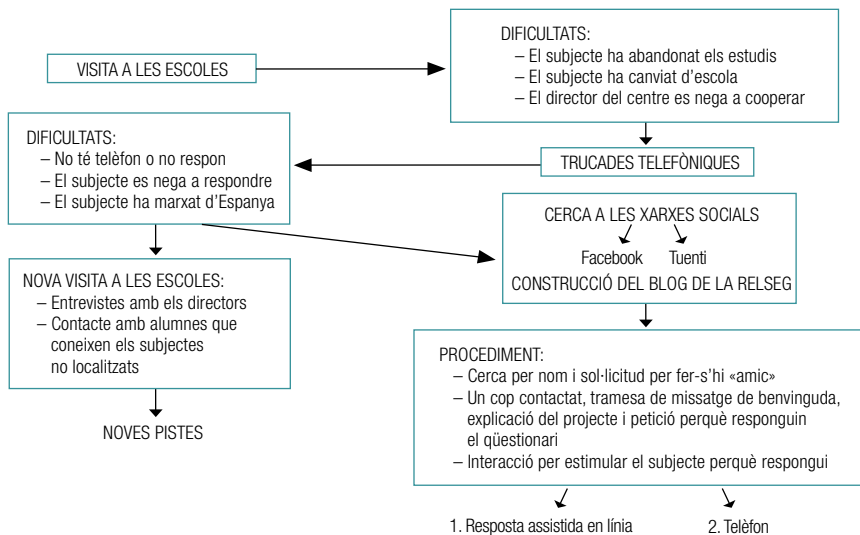 VISITA A LES ESCOLES
DIFICULTATS:
– El subjecte ha abandonat els estudis
– El subjecte ha canviat d’escola
– El director del centre es nega a cooperar
TRUCADES TELEFÒNIQUES
DIFICULTATS:
– No té telèfon o no respon
– El subjecte es nega a respondre
– El subjecte ha marxat d’Espanya
NOVA VISITA A LES ESCOLES:
– Entrevistes amb els directors
– Contacte amb alumnes que
coneixen els subjectes
no localitzats
NOVES PISTES
CERCA A LES XARXES SOCIALS
Facebook Tuenti
CONSTRUCCIÓ DEL BLOG DE LA RELSEG
PROCEDIMENT:
– Cerca per nom i sol·licitud per fer-s’hi «amic»
– Un cop contactat, tramesa de missatge de benvinguda,
explicació del projecte i petició perquè responguin
el qüestionari
– Interacció per estimular el subjecte perquè respongui
1. Resposta assistida en línia
2. Telèfon